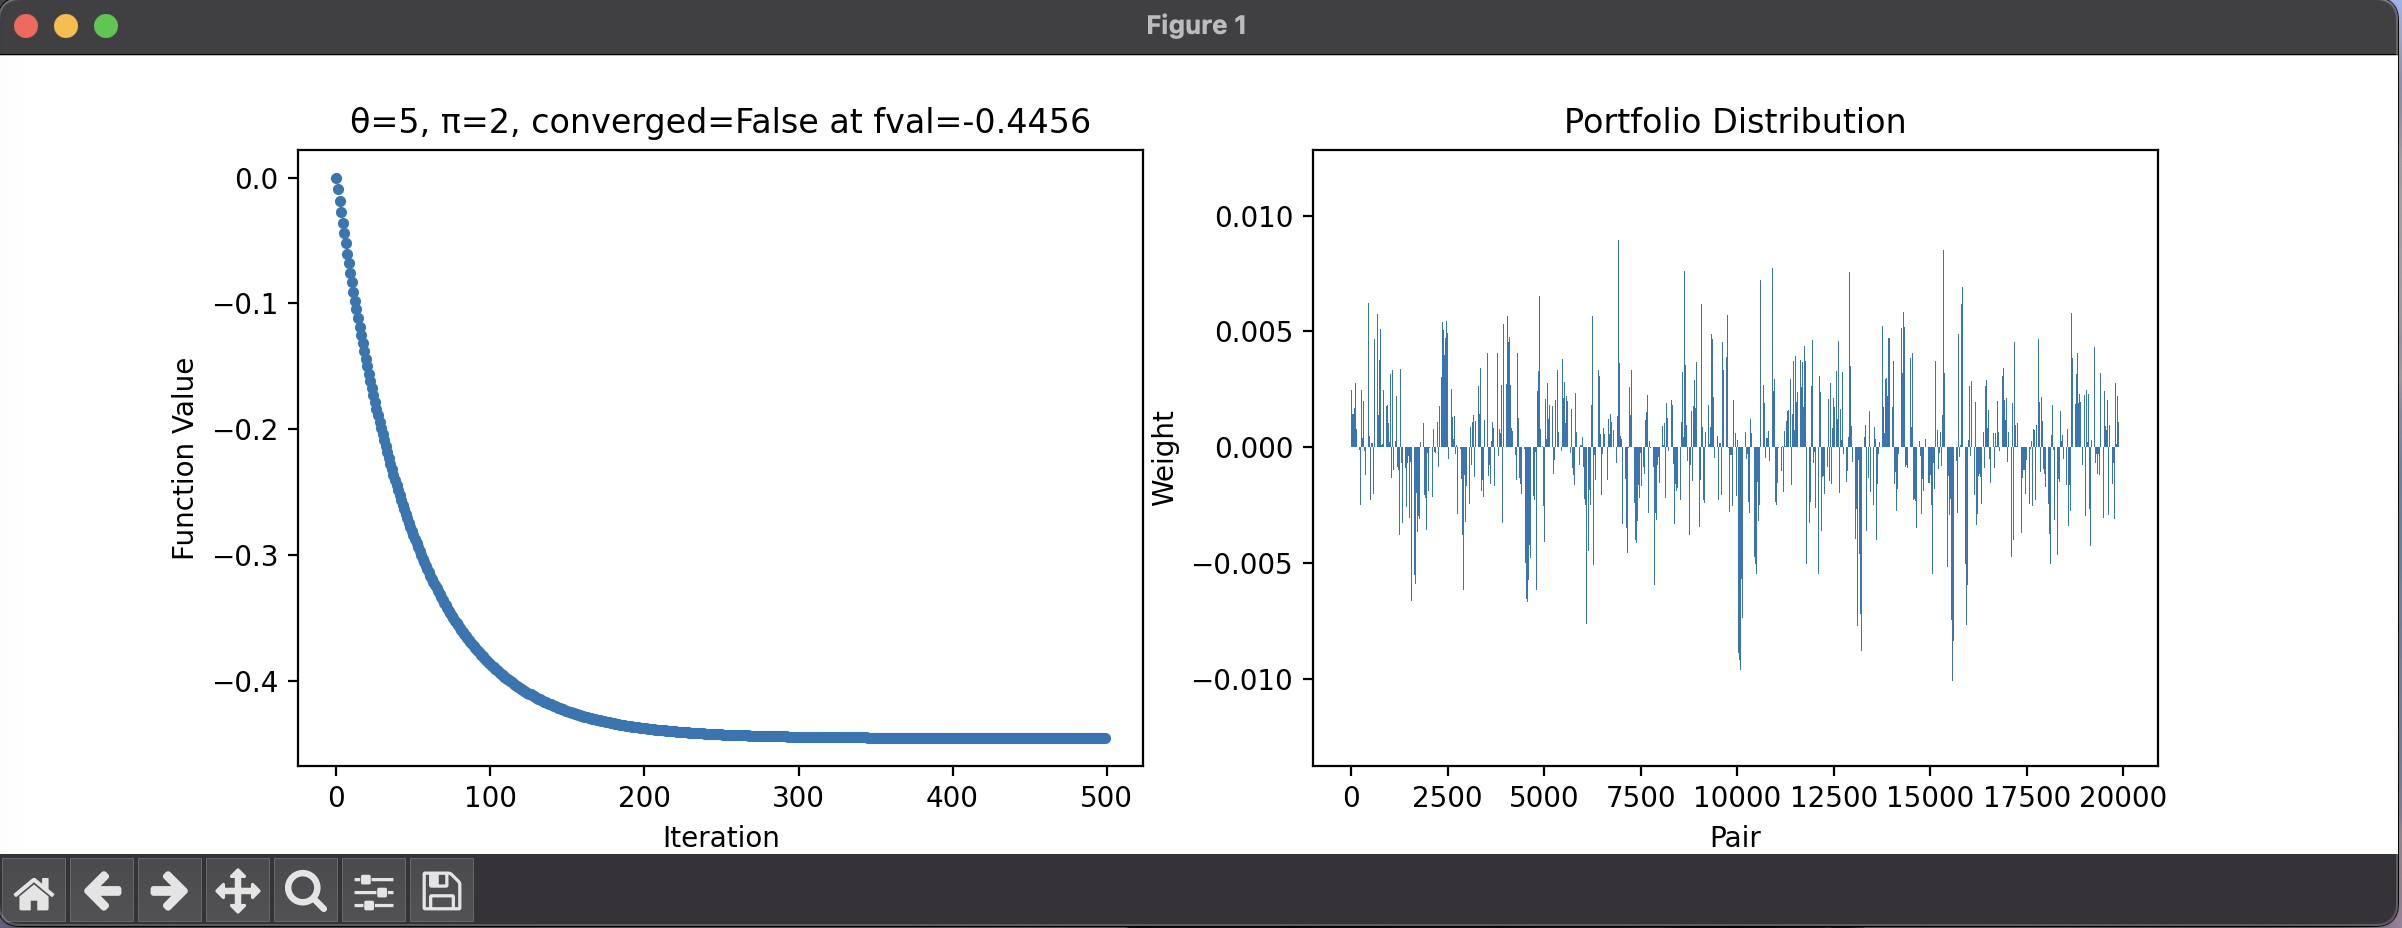 Figure 1
θ=5, π=2, converged=False at fval=-0.4456
Function Value
0.0
−0.1
−0.2
−0.3
−0.4
0 100 200 300 400 500
Iteration
Portfolio Distribution
Weight
0.010
0.005
0.000
−0.005
−0.010
0 2500 5000 7500 10000 12500 15000 17500 20000
Pair